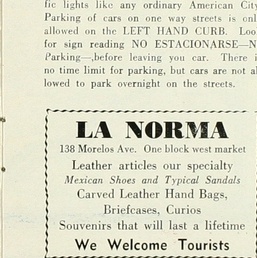 fic lights like any ordinary American City
Parking of cars on one way streets is only
allowed on the LEFT HAND CURB. Look
for sign reading NO ESTACIONARSE—N
Parking—,before leaving you car. There i
no time limit for parking, but cars are not al
lowed to park overnight on the streets.
LA NORMA
138 Morelos Ave. One block west market
Leather articles our specialty
Mexican Shoes and Typical Sandals
Carved Leather Hand Bags,
Briefcases, Curios
Souvenirs that will last a lifetime
We Welcome Tourists